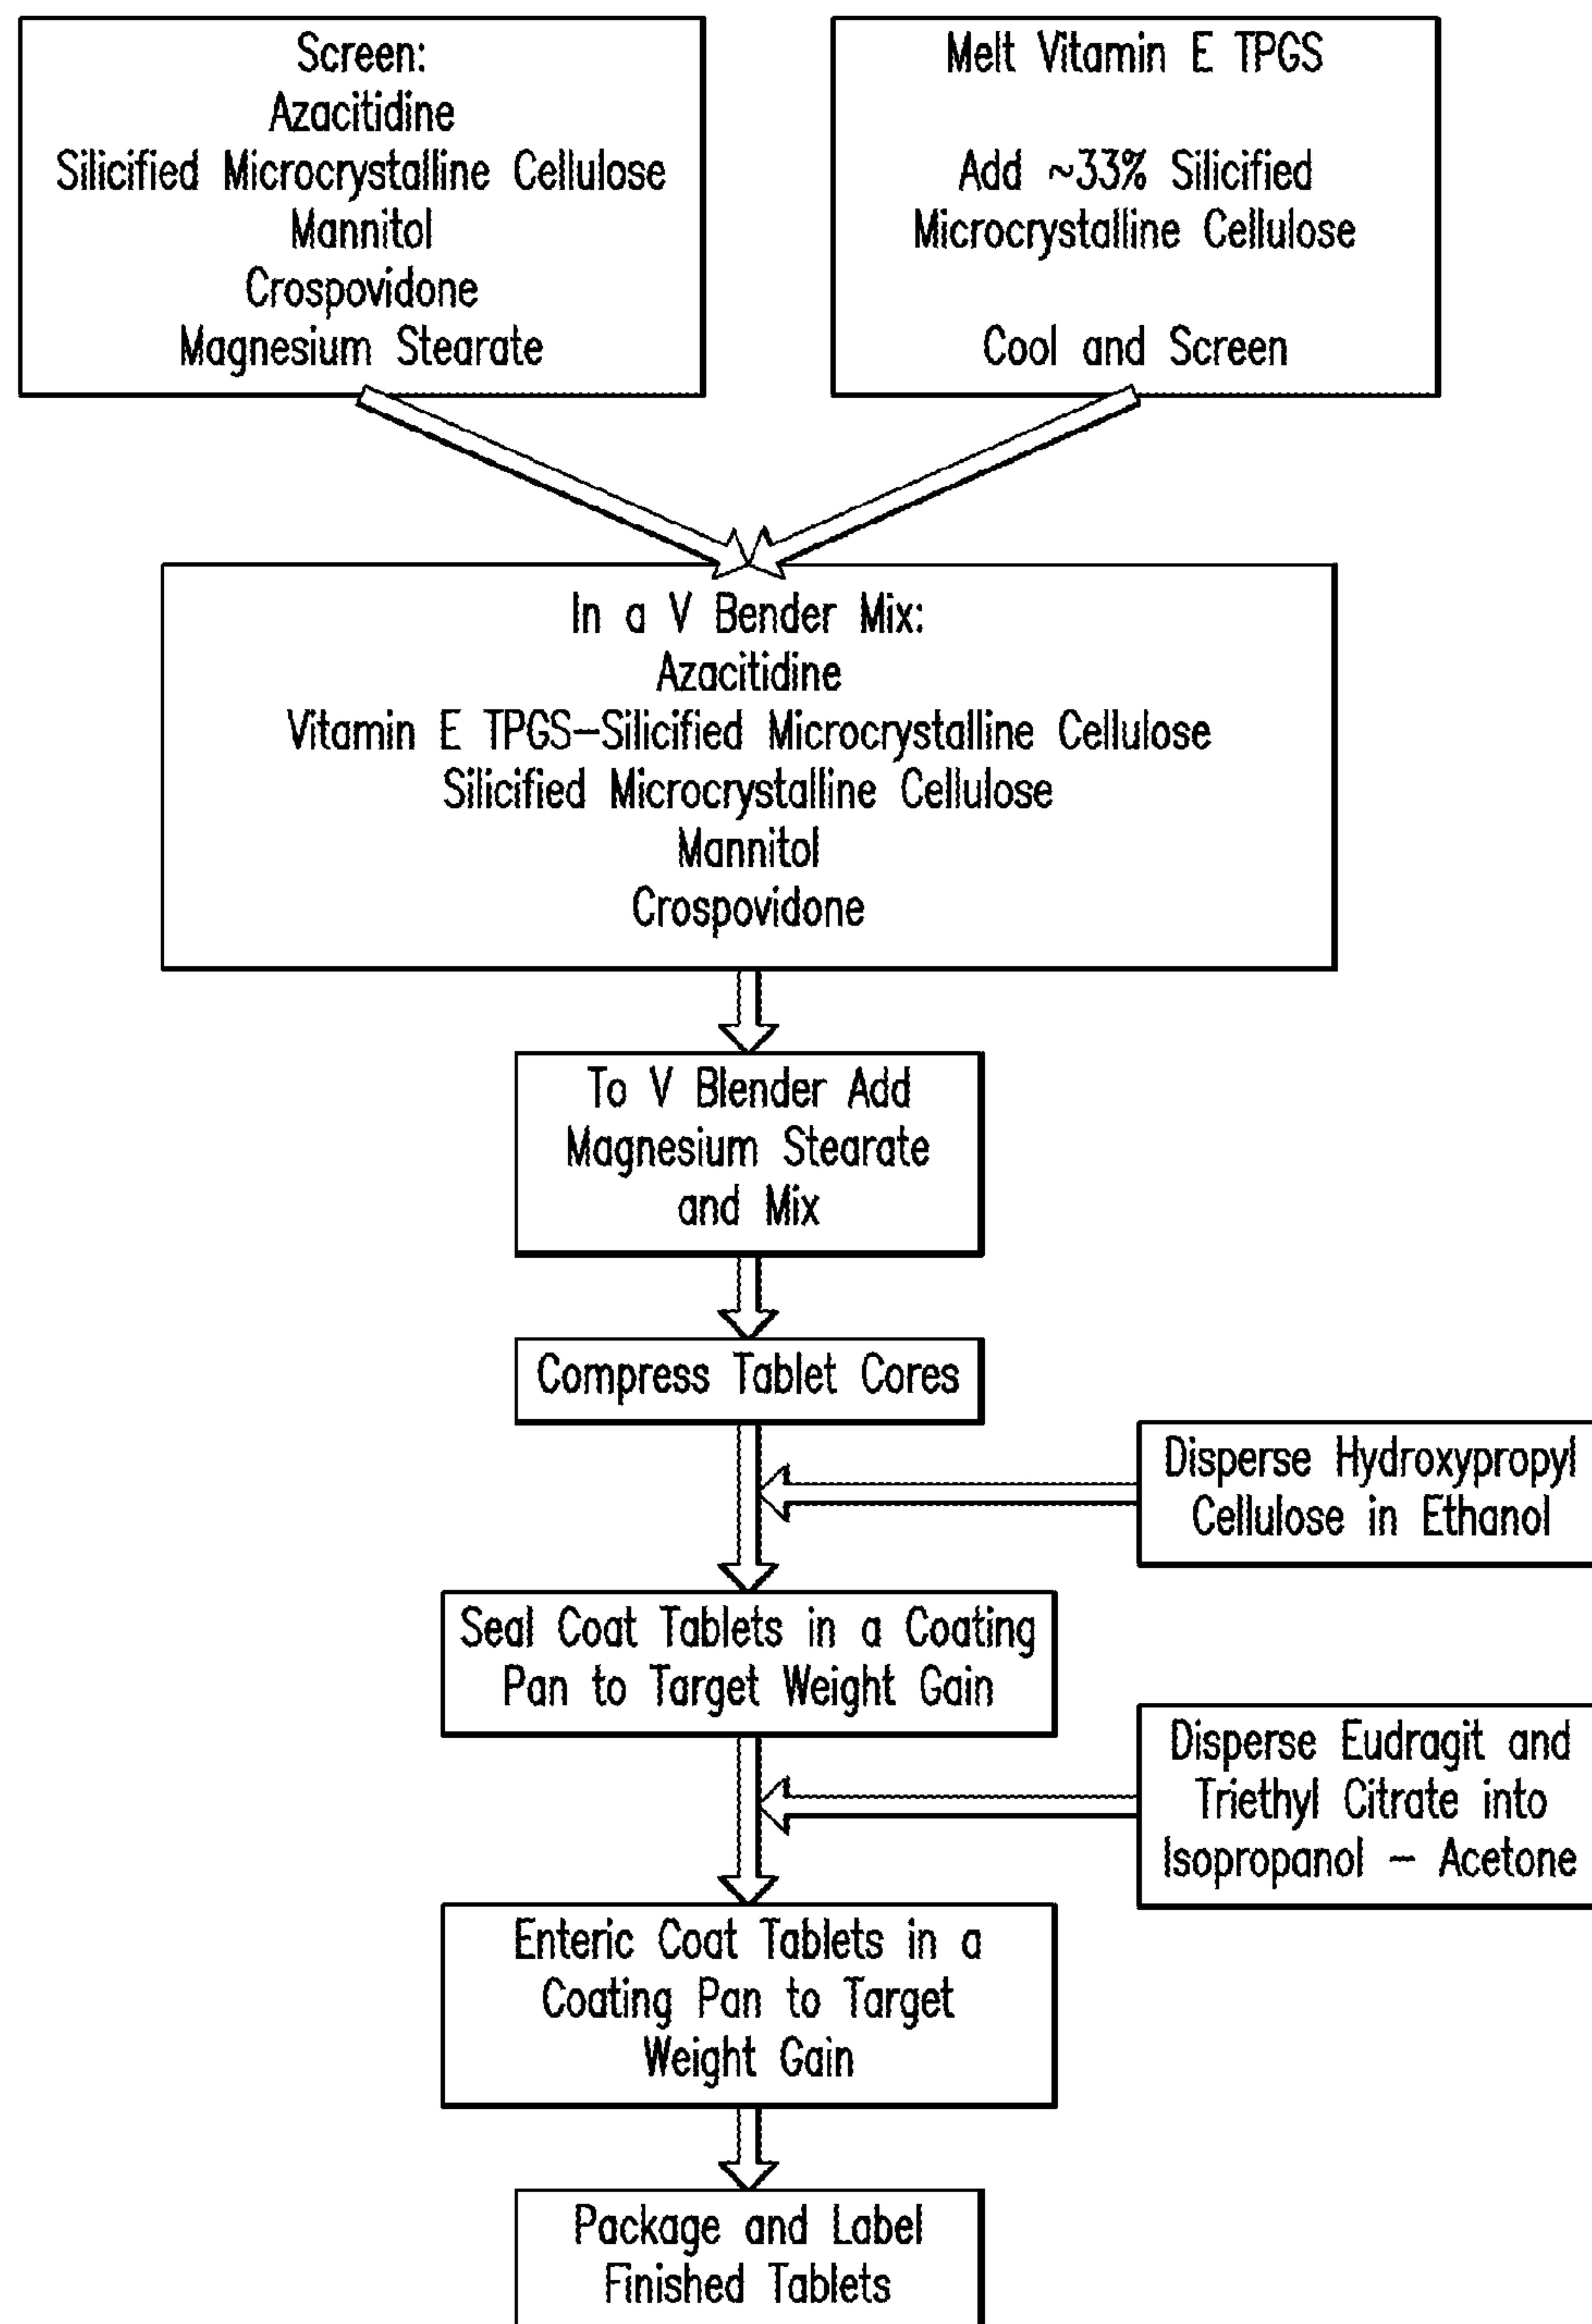 Screen:
Azacitidine
Silicified Microcrystalline Cellulose
Mannitol
Crospovidone
Magnesium Stearate
Melt Vitamin E TPGS
Add ~33% Silicified
Microcrystalline Cellulose
Cool and Screen
In a V Bender Mix:
Azacitidine
Vitamin E TPGS–Silicified Microcrystalline Cellulose
Silicified Microcrystalline Cellulose
Mannitol
Crospovidone
To V Blender Add
Magnesium Stearate
and Mix
Compress Tablet Cores
Disperse Hydroxypropyl
Cellulose in Ethanol
Seal Coat Tablets in a Coating
Pan to Target Weight Gain
Disperse Eudragit and
Triethyl Citrate into
Isopropanol – Acetone
Enteric Coat Tablets in a
Coating Pan to Target
Weight Gain
Package and Label
Finished Tablets